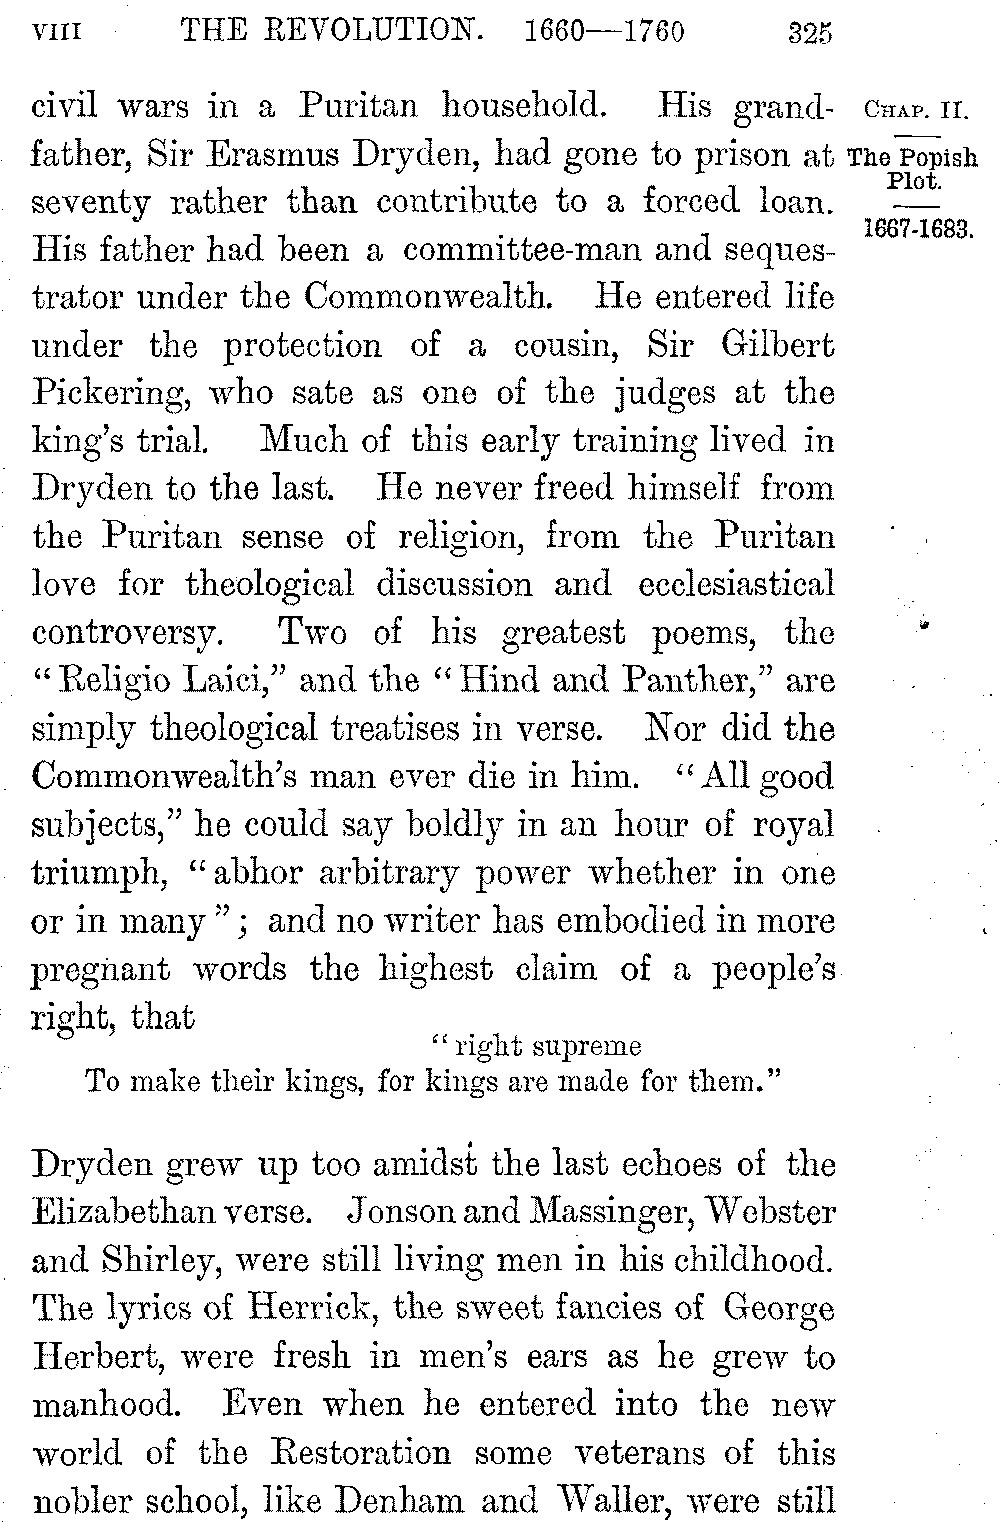 VIII THE REVOLUTION. 1660—1760 325
CHAP. II.
The Popish
Plot.
1667-1683.
civil wars in a Puritan household. His grand-
father, Sir Erasmus Dryden, had gone to prison at
seventy rather than contribute to a forced loan.
His father had been a committee-man and seques-
trator under the Commonwealth. He entered life
under the protection of a cousin, Sir Gilbert
Pickering, who sate as one of the judges at the
king's trial. Much of this early training lived in
Dryden to the last. He never freed himself from
the Puritan sense of religion, from the Puritan
love for theological discussion and ecclesiastical
controversy. Two of his greatest poems, the
“Religio Laici,” and the “Hind and Panther,” are
simply theological treatises in verse. Nor did the
Commonwealth's man ever die in him. “All good
subjects,” he could say boldly in an hour of royal
triumph, “abhor arbitrary power whether in one
or in many”; and no writer has embodied in more
pregnant words the highest claim of a people's
right, that
“right supreme
To make their kings, for kings are made for them.”
Dryden grew up too amidst the last echoes of the
Elizabethan verse. Jonson and Massinger, Webster
and Shirley, were still living men in his childhood.
The lyrics of Herrick, the sweet fancies of George
Herbert, were fresh in men's ears as he grew to
manhood. Even when he entered into the new
world of the Restoration some veterans of this
nobler school, like Denham and Waller, were still